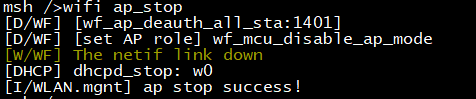 msh />wifi ap_stop
[D/WF] [wf_ap_deauth_all_sta:1401]
[D/WF] [set AP role] wf_mcu_disable_ap_mode
[W/WF] The netif link down
[DHCP] dhcpd_stop: w0
[I/WLAN.mgnt] ap stop success!